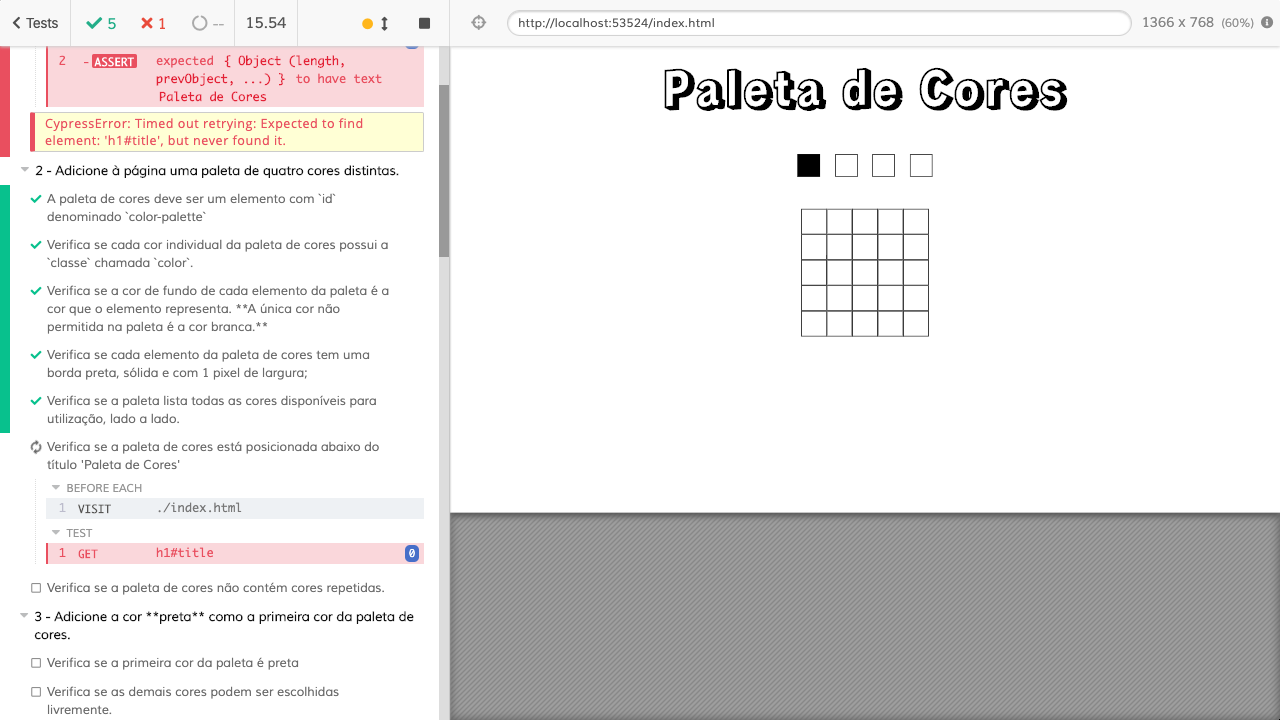 Tests 5 1 -- 15.54
http://localhost:53524/index.html 1366 x 768 (60%)
2 -ASSERT expected { Object (length,
prevObject, ...) } to have text
Paleta de Cores
CypressError: Timed out retrying: Expected to find
element: 'h1#title', but never found it.
2 - Adicione à página uma paleta de quatro cores distintas.
A paleta de cores deve ser um elemento com `id`
denominado `color-palette`
Verifica se cada cor individual da paleta de cores possui a
`classe` chamada `color`.
Verifica se a cor de fundo de cada elemento da paleta é a
cor que o elemento representa. **A única cor não
permitida na paleta é a cor branca.**
Verifica se cada elemento da paleta de cores tem uma
borda preta, sólida e com 1 pixel de largura;
Verifica se a paleta lista todas as cores disponíveis para
utilização, lado a lado.
Verifica se a paleta de cores está posicionada abaixo do
título 'Paleta de Cores'
BEFORE EACH
1 VISIT ./index.html
TEST
1 GET h1#title 0
Verifica se a paleta de cores não contém cores repetidas.
3 - Adicione a cor **preta** como a primeira cor da paleta de
cores.
Verifica se a primeira cor da paleta é preta
Verifica se as demais cores podem ser escolhidas
livremente.
Paleta de Cores